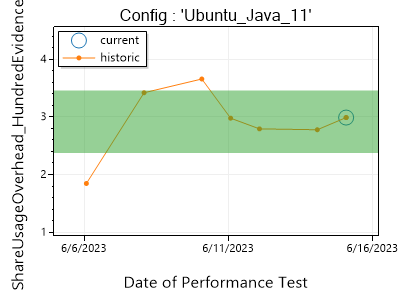 Config : 'Ubuntu_Java_11'
current
historic
ShareUsageOverhead_HundredEvidence
4
3
2
1
6/6/2023
6/11/2023
6/16/2023
Date of Performance Test